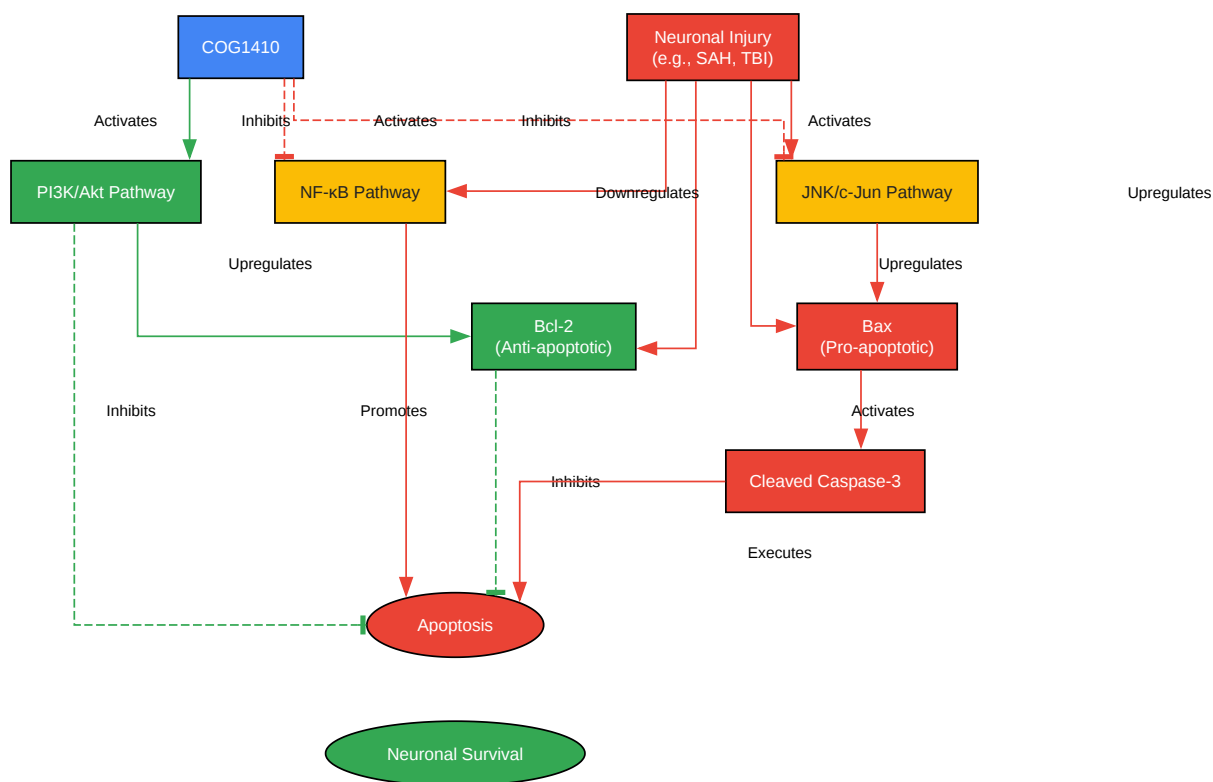 COG1410
Neuronal Injury
(e.g., SAH, TBI)
Activates
Inhibits
Activates
Inhibits
Activates
PI3K/Akt Pathway
NF-κB Pathway
Downregulates
JNK/c-Jun Pathway
Upregulates
Upregulates
Upregulates
Bcl-2
(Anti-apoptotic)
Bax
(Pro-apoptotic)
Inhibits
Promotes
Activates
Inhibits
Cleaved Caspase-3
Executes
Apoptosis
Neuronal Survival